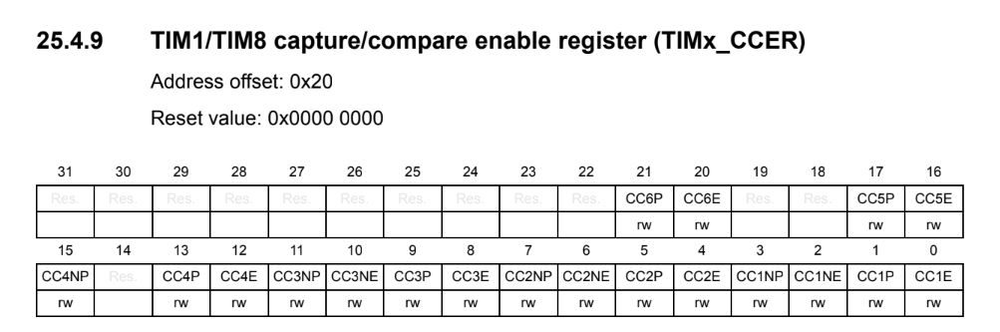 25.4.9 TIM1/TIM8 capture/compare enable register (TIMx_CCER)
Address offset: 0x20
Reset value: 0x0000 0000
31 30 29 28 27 26 25 24 23 22 21 20 19 18 17 16
Res. Res. Res. Res. Res. Res. Res. Res. Res. Res. CC6P CC6E Res. Res. CC5P CC5E
rw rw rw rw
15 14 13 12 11 10 9 8 7 6 5 4 3 2 1 0
CC4NP Res. CC4P CC4E CC3NP CC3NE CC3P CC3E CC2NP CC2NE CC2P CC2E CC1NP CC1NE CC1P CC1E
rw rw rw rw rw rw rw rw rw rw rw rw rw rw rw